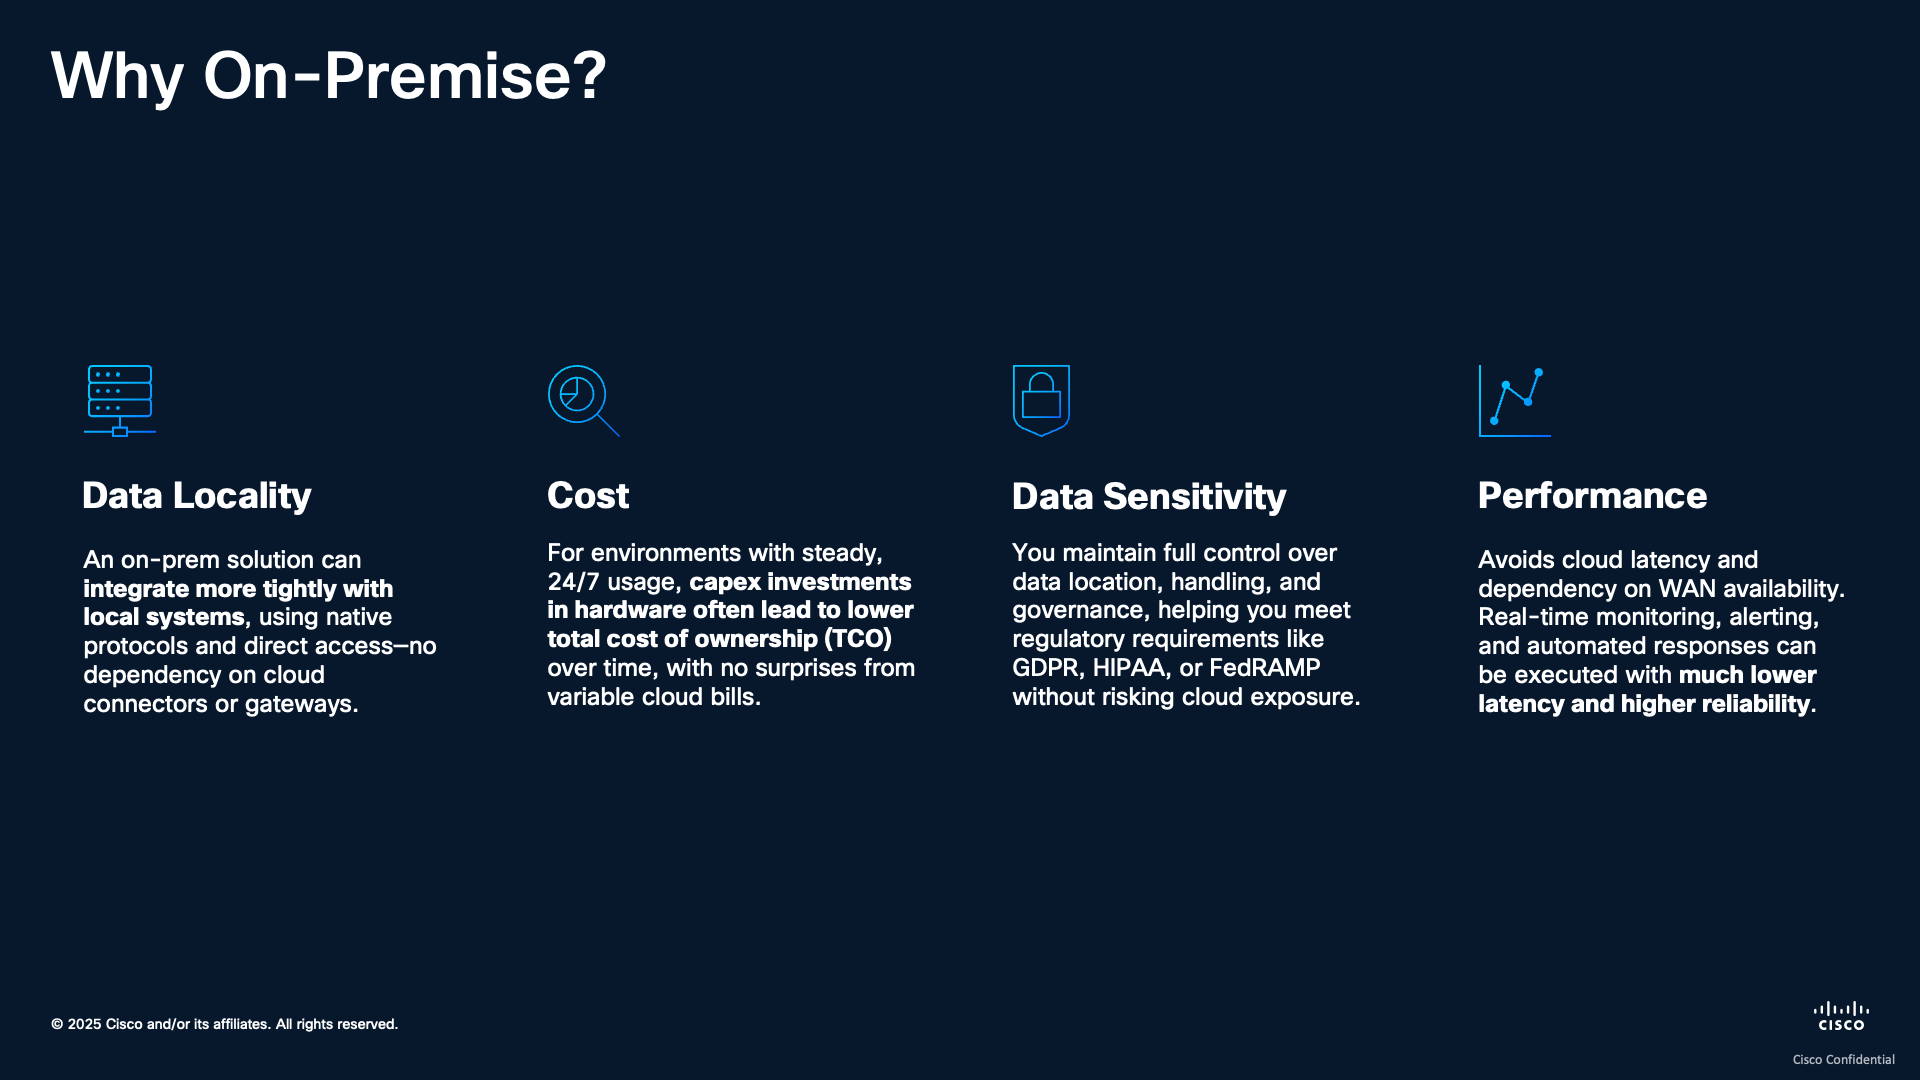 Why On-Premise?
Data Locality
An on-prem solution can
integrate more tightly with
local systems, using native
protocols and direct access—no
dependency on cloud
connectors or gateways.
Cost
For environments with steady,
24/7 usage, capex investments
in hardware often lead to lower
total cost of ownership (TCO)
over time, with no surprises from
variable cloud bills.
Data Sensitivity
You maintain full control over
data location, handling, and
governance, helping you meet
regulatory requirements like
GDPR, HIPAA, or FedRAMP
without risking cloud exposure.
Performance
Avoids cloud latency and
dependency on WAN availability.
Real-time monitoring, alerting,
and automated responses can
be executed with much lower
latency and higher reliability.
© 2025 Cisco and/or its affiliates. All rights reserved.
CISCO
Cisco Confidential